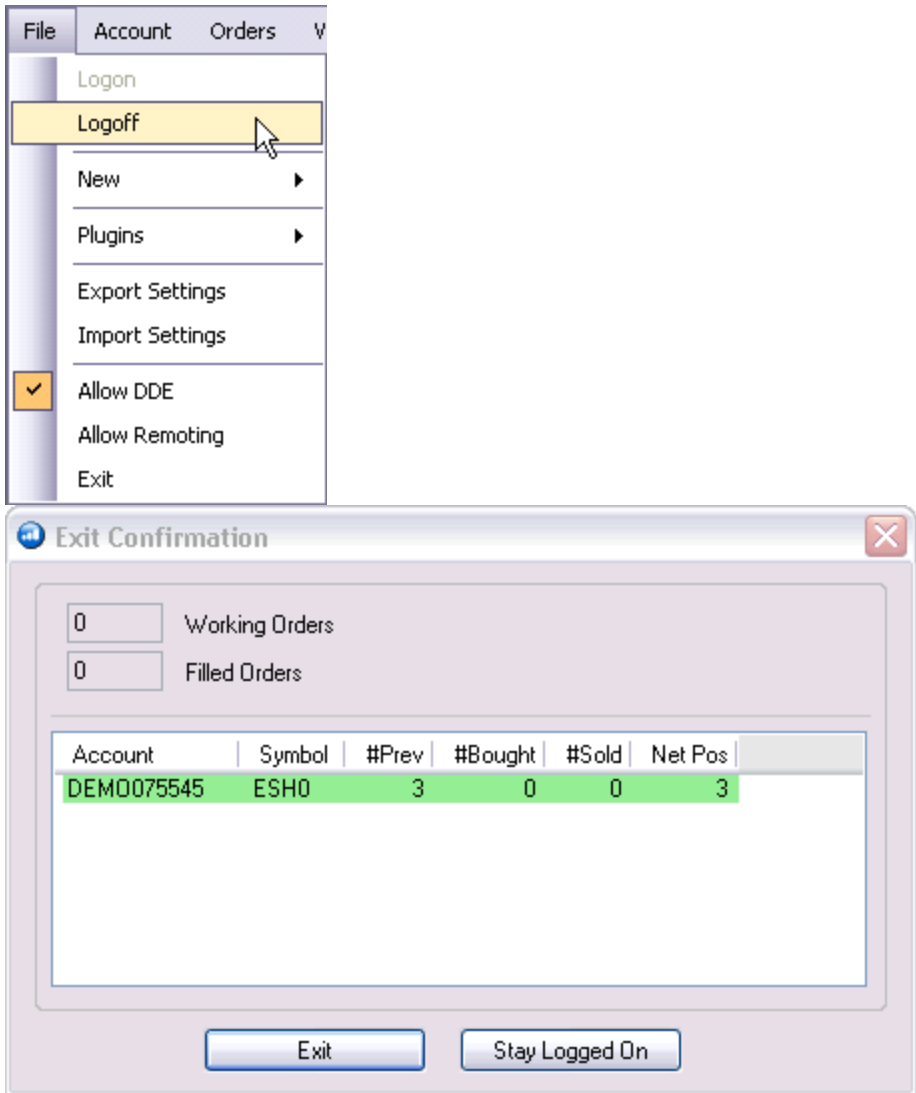 File Account Orders
Logon
Logoff
New
Plugins
Export Settings
Import Settings
Allow DDE
Allow Remoting
Exit
Exit Confirmation
0 Working Orders
0 Filled Orders
Account Symbol #Prev #Bought #Sold Net Pos
DEMO075545 ESH0 3 0 0 3
Exit Stay Logged On